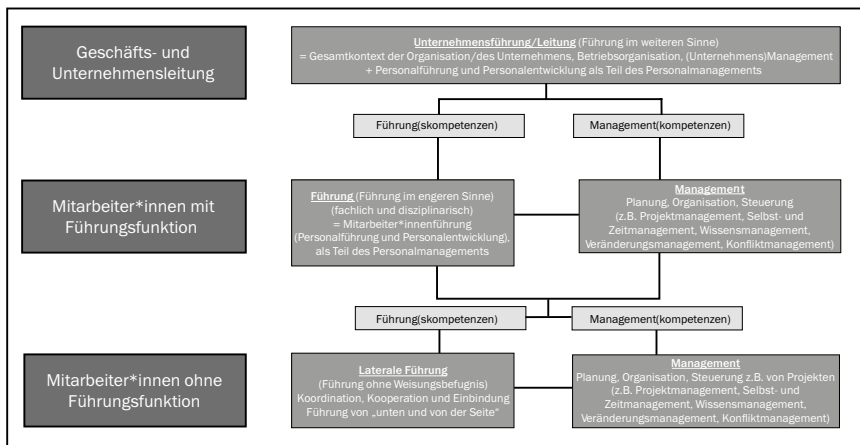 Geschäfts- und
Unternehmensleitung
Unternehmensführung/Leitung (Führung im weiteren Sinne)
= Gesamtkontext der Organisation/des Unternehmens, Betriebsorganisation, (Unternehmens)Management
+ Personalführung und Personalentwicklung als Teil des Personalmanagements
Führung(skompetenzen)
Management(kompetenzen)
Mitarbeiter*innen mit
Führungsfunktion
Führung (Führung im engeren Sinne)
(fachlich und disziplinarisch)
= Mitarbeiter*innenführung
(Personalführung und Personalentwicklung),
als Teil des Personalmanagements
Management
Planung, Organisation, Steuerung
(z.B. Projektmanagement, Selbst- und
Zeitmanagement, Wissensmanagement,
Veränderungsmanagement, Konfliktmanagement)
Führung(skompetenzen)
Management(kompetenzen)
Mitarbeiter*innen ohne
Führungsfunktion
Laterale Führung
(Führung ohne Weisungsbefugnis)
Koordination, Kooperation und Einbindung
Führung von „unten und von der Seite“
Management
Planung, Organisation, Steuerung z.B. von Projekten
(z.B. Projektmanagement, Selbst- und
Zeitmanagement, Wissensmanagement,
Veränderungsmanagement, Konfliktmanagement)